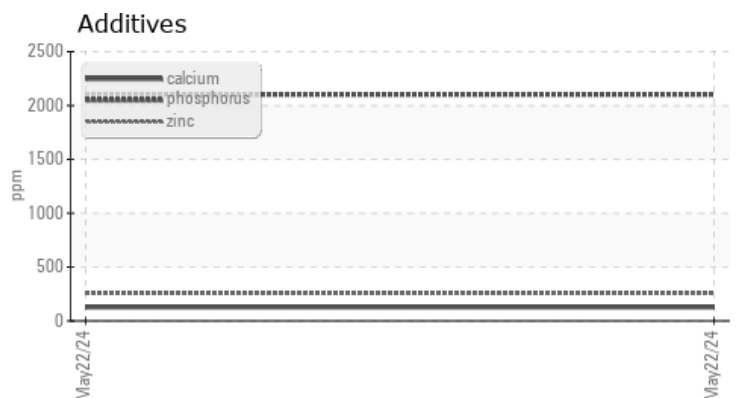 Additives
ppm
2500
2000
1500
1000
500
0
calcium
phosphorus
zinc
May22/24
May22/24